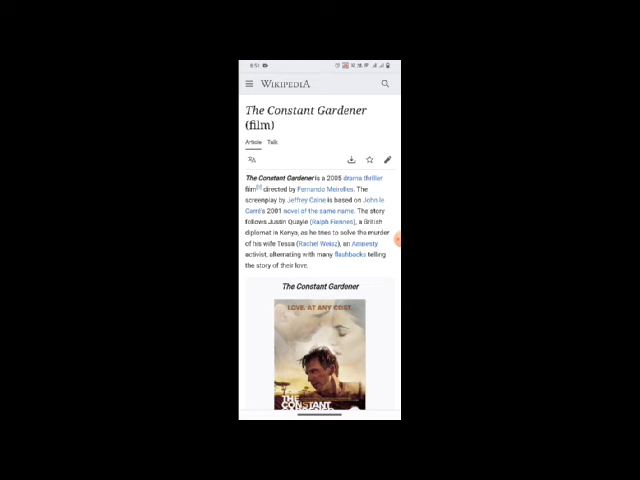 8:51
WIKIPEDIA
The Constant Gardener
(film)
Article Talk
The Constant Gardener is a 2005 drama thriller
film directed by Fernando Meirelles. The
screenplay by Jeffrey Caine is based on John le
Carré's 2001 novel of the same name. The story
follows Justin Quayle (Ralph Fiennes), a British
diplomat in Kenya, as he tries to solve the murder
of his wife Tessa (Rachel Weisz), an Amnesty
activist, alternating with many flashbacks telling
the story of their love.
The Constant Gardener
LOVE. AT ANY COST.
THE
CONSTANT